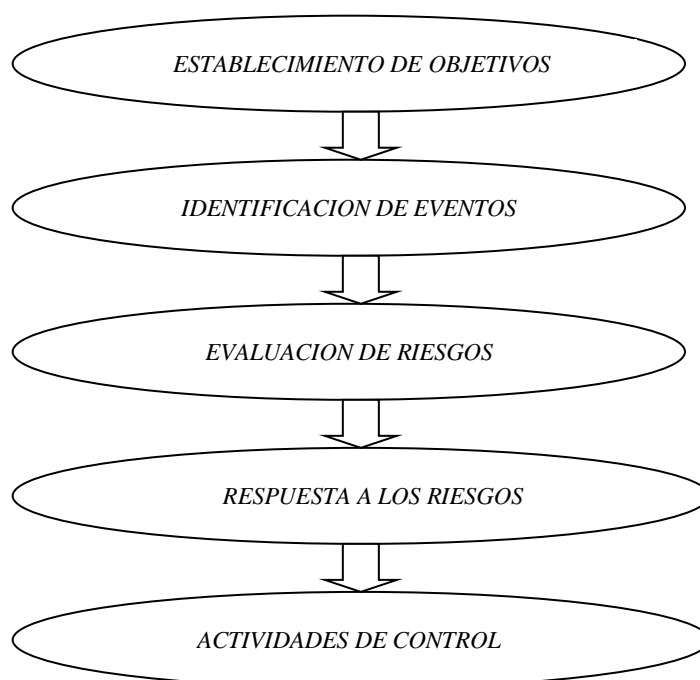 ESTABLECIMIENTO DE OBJETIVOS
IDENTIFICACION DE EVENTOS
EVALUACION DE RIESGOS
RESPUESTA A LOS RIESGOS
ACTIVIDADES DE CONTROL